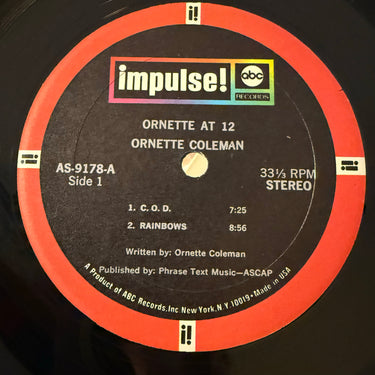 impulse! abc
RECORDS
ORNETTE AT 12
ORNETTE COLEMAN
AS-9178-A
Side 1
33⅓ RPM
STEREO
1. C. O. D. 7:25
2. RAINBOWS 8:56
Written by: Ornette Coleman
Published by: Phrase Text Music—ASCAP
A Product of ABC Records, Inc New York, N.Y. 10019 • Made in USA
i!
i!
i!
i!